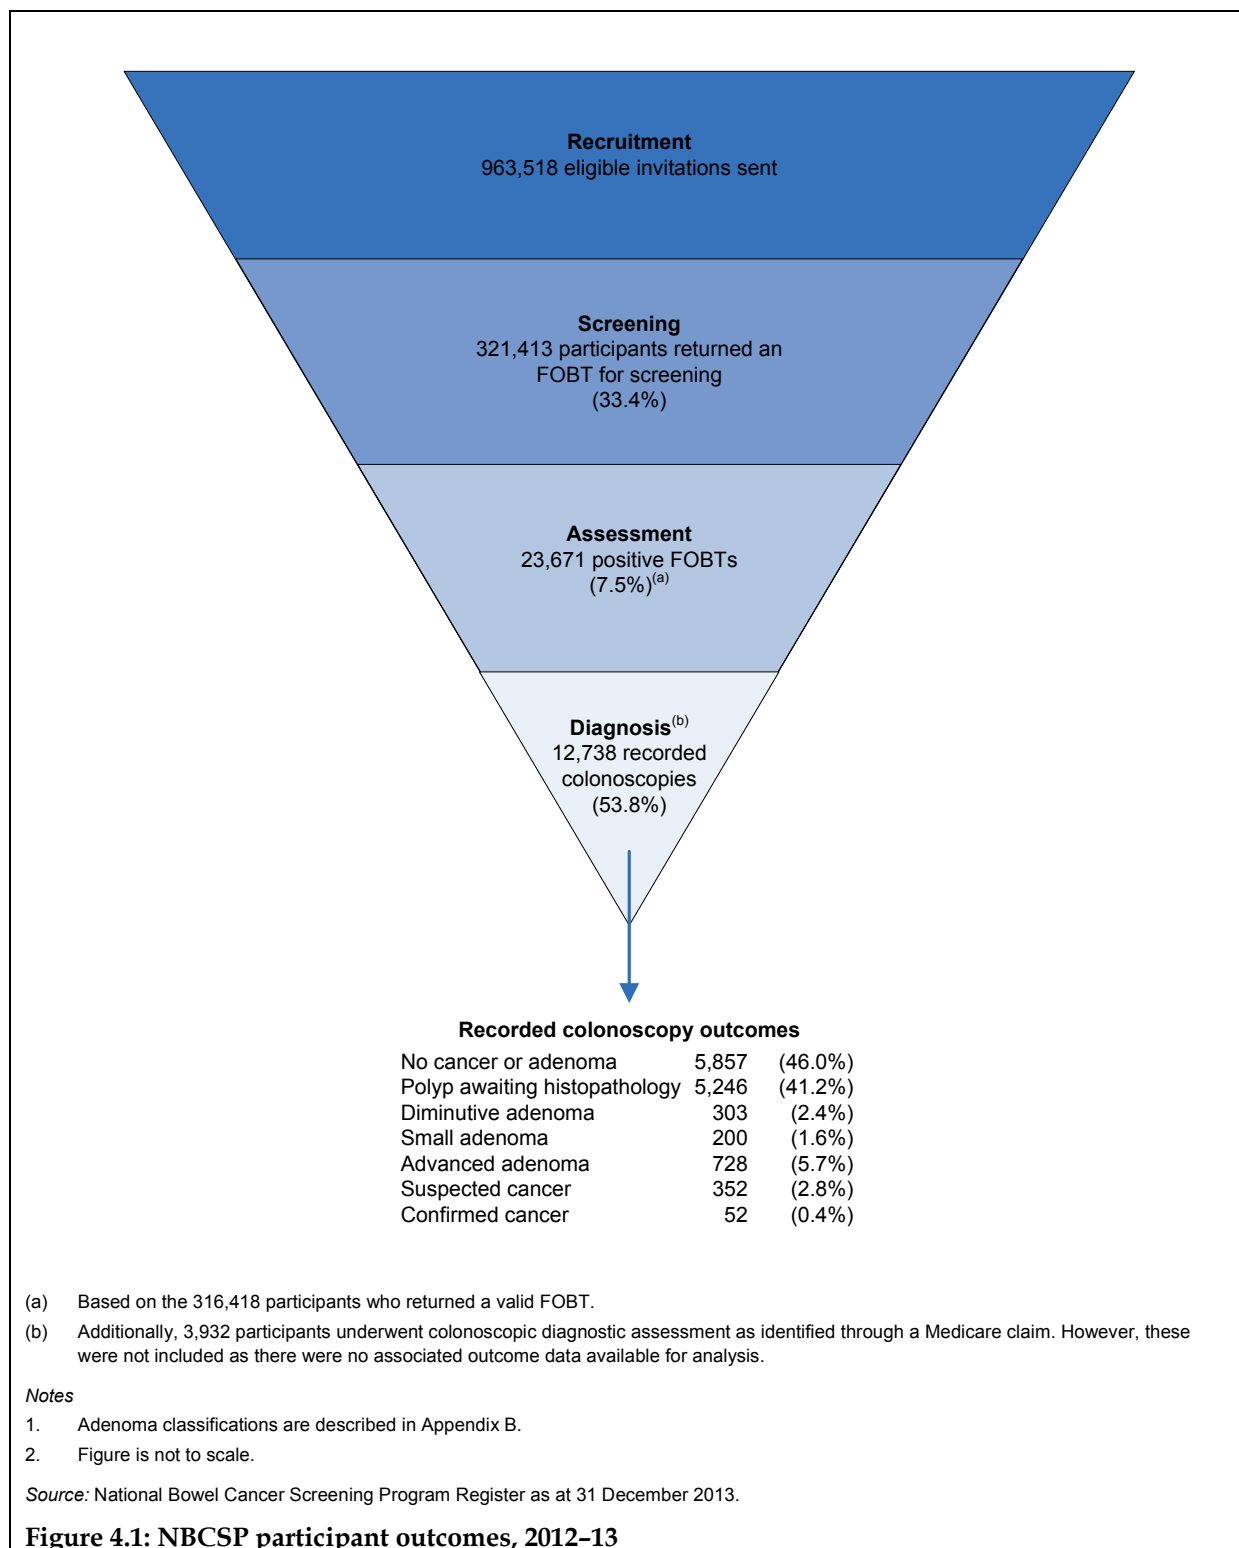 Recruitment
963,518 eligible invitations sent
Screening
321,413 participants returned an
FOBT for screening
(33.4%)
Assessment
23,671 positive FOBTs
(7.5%)(a)
Diagnosis(b)
12,738 recorded
colonoscopies
(53.8%)
Recorded colonoscopy outcomes
No cancer or adenoma 5,857 (46.0%)
Polyp awaiting histopathology 5,246 (41.2%)
Diminutive adenoma 303 (2.4%)
Small adenoma 200 (1.6%)
Advanced adenoma 728 (5.7%)
Suspected cancer 352 (2.8%)
Confirmed cancer 52 (0.4%)
(a) Based on the 316,418 participants who returned a valid FOBT.
(b) Additionally, 3,932 participants underwent colonoscopic diagnostic assessment as identified through a Medicare claim. However, these
were not included as there were no associated outcome data available for analysis.
Notes
1. Adenoma classifications are described in Appendix B.
2. Figure is not to scale.
Source: National Bowel Cancer Screening Program Register as at 31 December 2013.
Figure 4.1: NBCSP participant outcomes, 2012–13